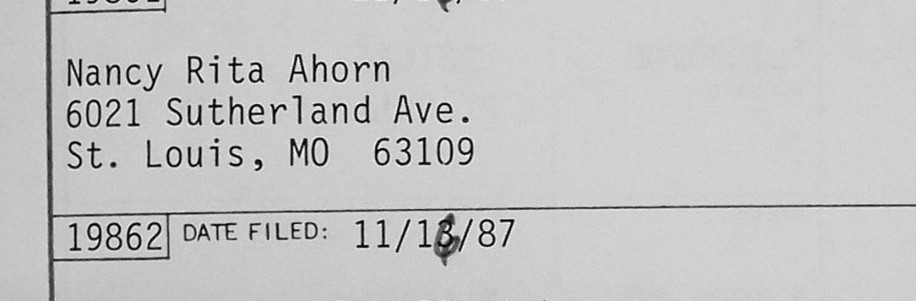 Nancy Rita Ahorn
6021 Sutherland Ave.
St. Louis, MO 63109
19862 DATE FILED: